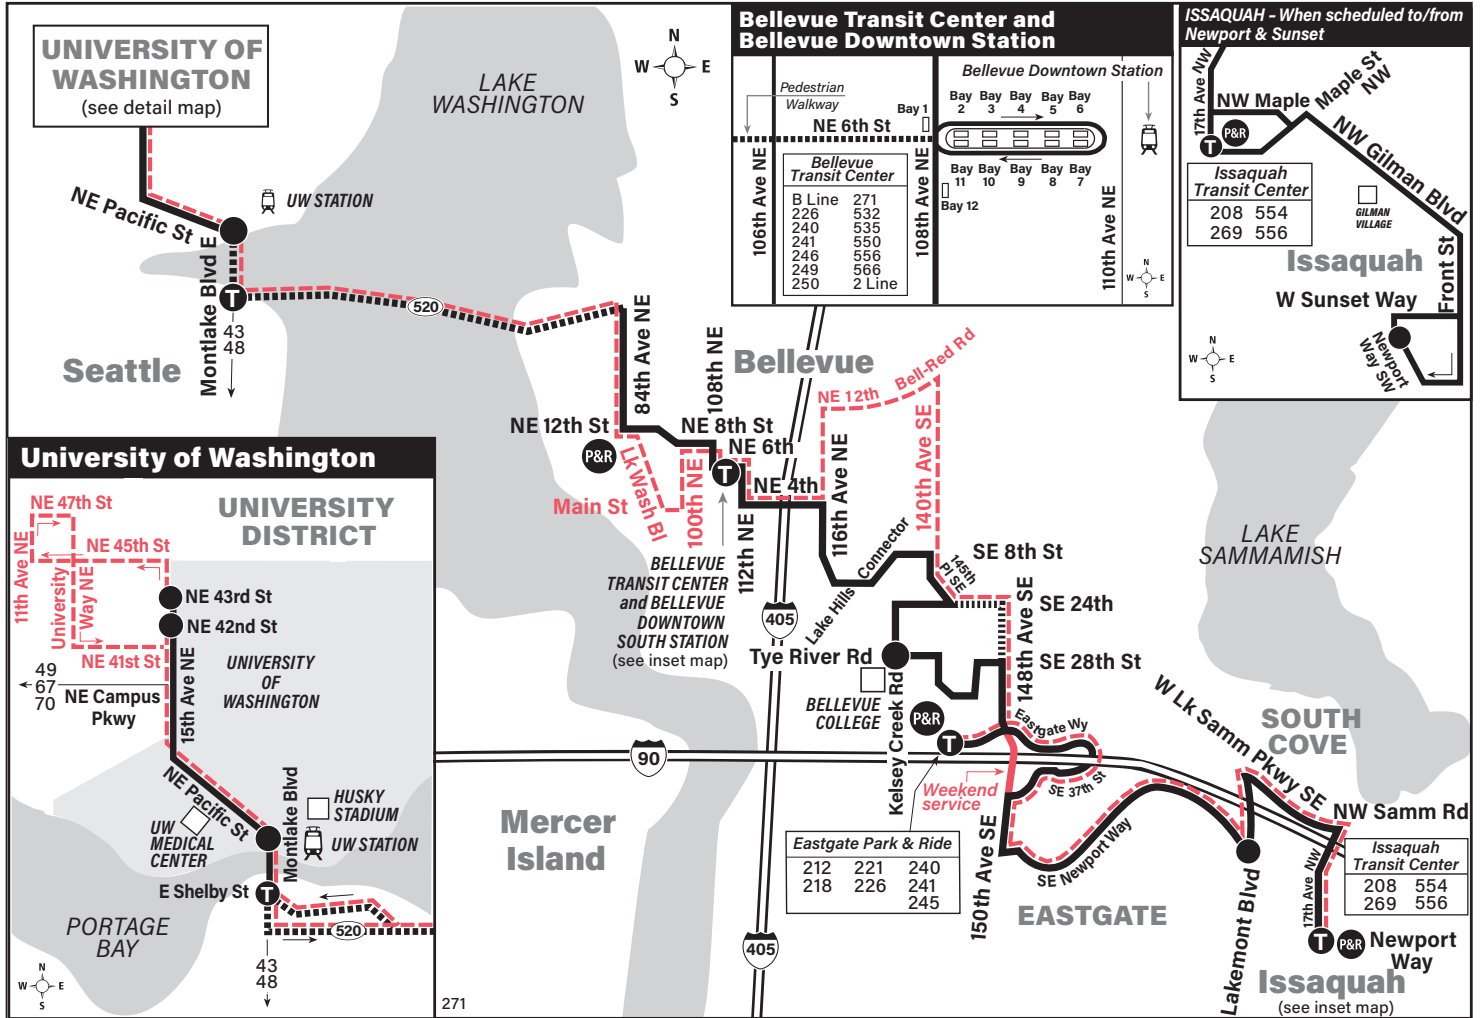 UNIVERSITY OF
WASHINGTON
(see detail map)
LAKE
WASHINGTON
N
W E
S
NE Pacific St
UW STATION
Montlake Blvd E
T
43
48
520
Seattle
84th Ave NE
108th NE
Bellevue
NE 12th St
P&R
NE 8th St
NE 6th
T
NE 4th
Lk Wash Bl
Main St
100th NE
112th NE
116th Ave NE
NE 12th
Bell-Red Rd
140th Ave SE
BELLEVUE
TRANSIT CENTER
and BELLEVUE
DOWNTOWN
SOUTH STATION
(see inset map)
405
Lake Hills
Connector
145th
Pl SE
SE 8th St
SE 24th
148th Ave SE
SE 28th St
Tye River Rd
BELLEVUE
COLLEGE
Kelsey Creek Rd
P&R
T
Eastgate Wy
SE 37th St
Weekend
service
90
Mercer
Island
Eastgate Park & Ride
212 221 240
218 226 241
245
150th Ave SE
SE Newport Way
EASTGATE
405
LAKE
SAMMAMISH
SOUTH
COVE
W Lk Samm Pkwy SE
NW Samm Rd
Lakemont Blvd
17th Ave NW
Issaquah
Transit Center
208 554
269 556
T
P&R
Newport
Way
Issaquah
(see inset map)
271
Bellevue Transit Center and
Bellevue Downtown Station
Bellevue Downtown Station
Pedestrian
Walkway
Bay 1
NE 6th St
Bay Bay Bay Bay Bay
2 3 4 5 6
Bay Bay Bay Bay Bay
11 10 9 8 7
Bay 12
106th Ave NE
108th Ave NE
110th Ave NE
Bellevue
Transit Center
B Line 271
226 532
240 535
241 550
246 556
249 566
250 2 Line
N
W E
S
ISSAQUAH – When scheduled to/from
Newport & Sunset
17th Ave NW
NW Maple
Maple St
NW
P&R
T
NW Gilman Blvd
Issaquah
Transit Center
208 554
269 556
GILMAN
VILLAGE
Issaquah
Front St
W Sunset Way
Newport
Way SW
N
W E
S
University of Washington
NE 47th St
UNIVERSITY
DISTRICT
11th Ave NE
NE 45th St
University
Way NE
NE 43rd St
NE 42nd St
NE 41st St
49
67
70
NE Campus
Pkwy
15th Ave NE
UNIVERSITY
OF
WASHINGTON
NE Pacific St
Montlake Blvd
HUSKY
STADIUM
UW STATION
UW
MEDICAL
CENTER
E Shelby St
T
520
PORTAGE
BAY
43
48
N
W E
S